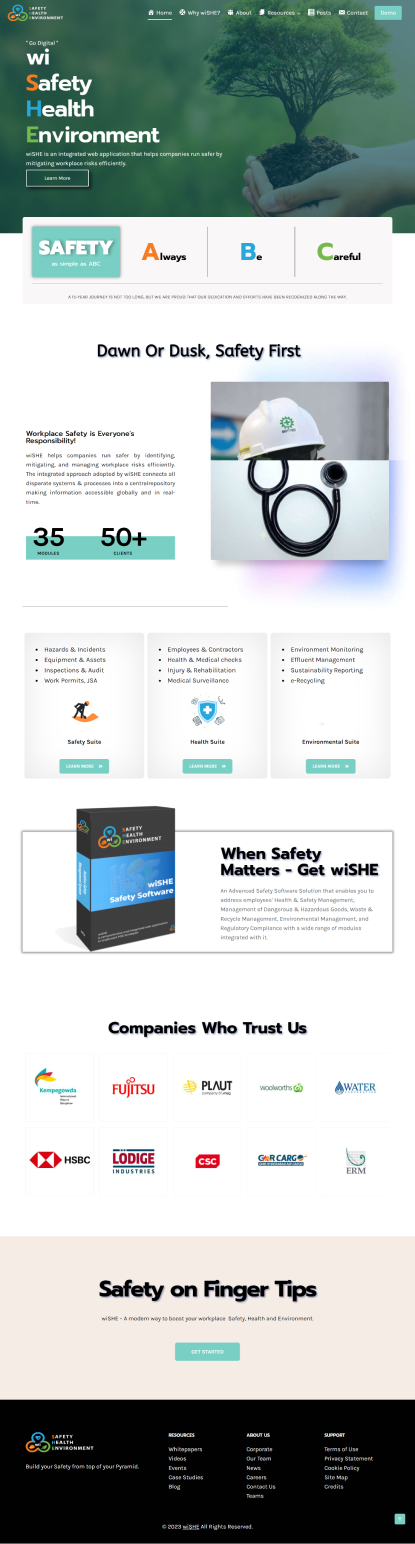 SAFETY
HEALTH
ENVIRONMENT
Home
Why wiSHE?
About
Resources
Posts
Contact
Demo
" Go Digital "
wi
Safety
Health
Environment
wiSHE is an integrated web application that helps companies run safer by
mitigating workplace risks efficiently.
Learn More
SAFETY
as simple as ABC
Always
Be
Careful
A 15-YEAR JOURNEY IS NOT TOO LONG, BUT WE ARE PROUD THAT OUR DEDICATION AND EFFORTS HAVE BEEN RECOGNIZED ALONG THE WAY.
Dawn Or Dusk, Safety First
Workplace Safety is Everyone's
Responsibility!
wiSHE helps companies run safer by identifying,
mitigating, and managing workplace risks efficiently.
The integrated approach adopted by wiSHE connects all
disparate systems & processes into a centralrepository
making information accessible globally and in real-
time.
35
MODULES
50+
CLIENTS
Hazards & Incidents
Equipment & Assets
Inspections & Audit
Work Permits, JSA
Safety Suite
LEARN MORE
Employees & Contractors
Health & Medical checks
Injury & Rehabilitation
Medical Surveillance
Health Suite
LEARN MORE
Environment Monitoring
Effluent Management
Sustainability Reporting
e-Recycling
Environmental Suite
LEARN MORE
SAFETY
HEALTH
ENVIRONMENT
wiSHE
Safety Software
When Safety
Matters - Get wiSHE
An Advanced Safety Software Solution that enables you to
address employees' Health & Safety Management,
Management of Dangerous & Hazardous Goods, Waste &
Recycle Management, Environmental Management, and
Regulatory Compliance with a wide range of modules
integrated with it.
Companies Who Trust Us
Kempegowda
International
Airport
Bengaluru
FUJITSU
PLAUT
woolworths
WATER
HSBC
LODIGE
INDUSTRIES
CSC
GMR CARGO
ERM
Safety on Finger Tips
wiSHE - A modern way to boost your workplace Safety, Health and Environment.
GET STARTED
SAFETY
HEALTH
ENVIRONMENT
Build your Safety from top of your Pyramid.
RESOURCES
Whitepapers
Videos
Events
Case Studies
Blog
ABOUT US
Corporate
Our Team
News
Careers
Contact Us
Teams
SUPPORT
Terms of Use
Privacy Statement
Cookie Policy
Site Map
Credits
© 2023 wiSHE All Rights Reserved.